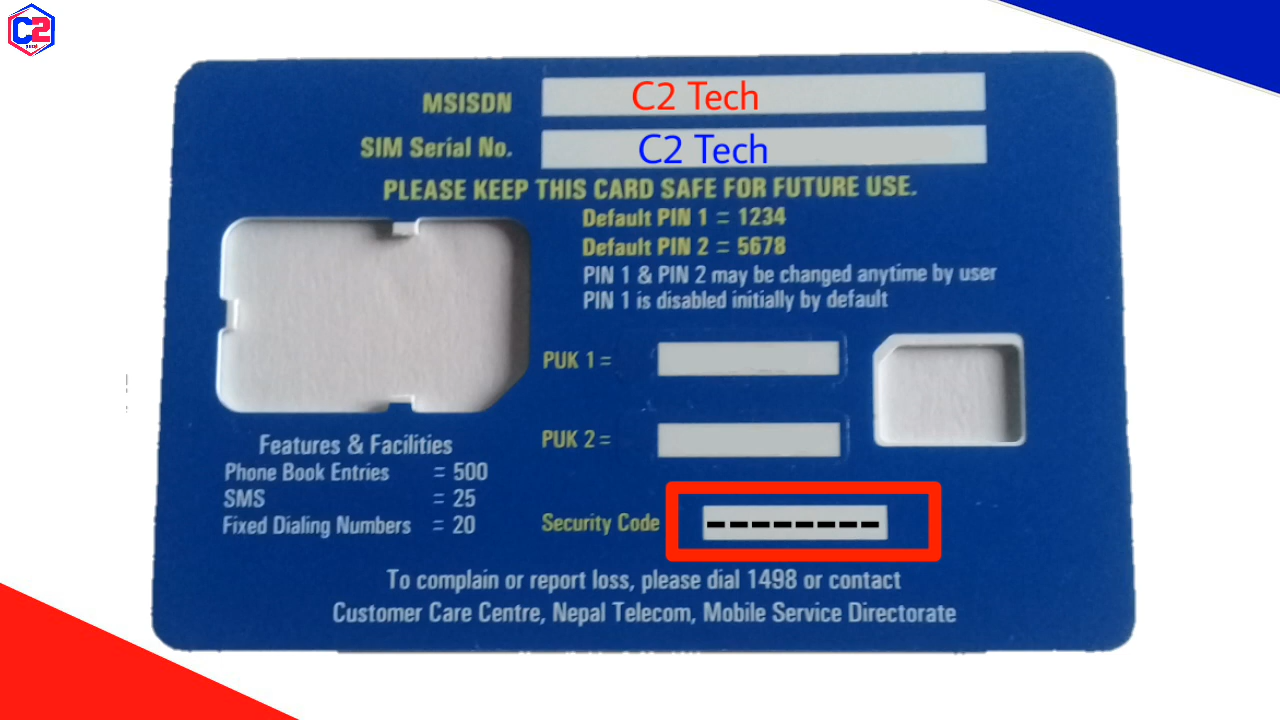 C2
MSISDN C2 Tech
SIM Serial No. C2 Tech
PLEASE KEEP THIS CARD SAFE FOR FUTURE USE.
Default PIN 1 = 1234
Default PIN 2 = 5678
PIN 1 & PIN 2 may be changed anytime by user
PIN 1 is disabled initially by default
PUK 1 =
PUK 2 =
Features & Facilities
Phone Book Entries = 500
SMS = 25
Fixed Dialing Numbers = 20
Security Code --------
To complain or report loss, please dial 1498 or contact
Customer Care Centre, Nepal Telecom, Mobile Service Directorate